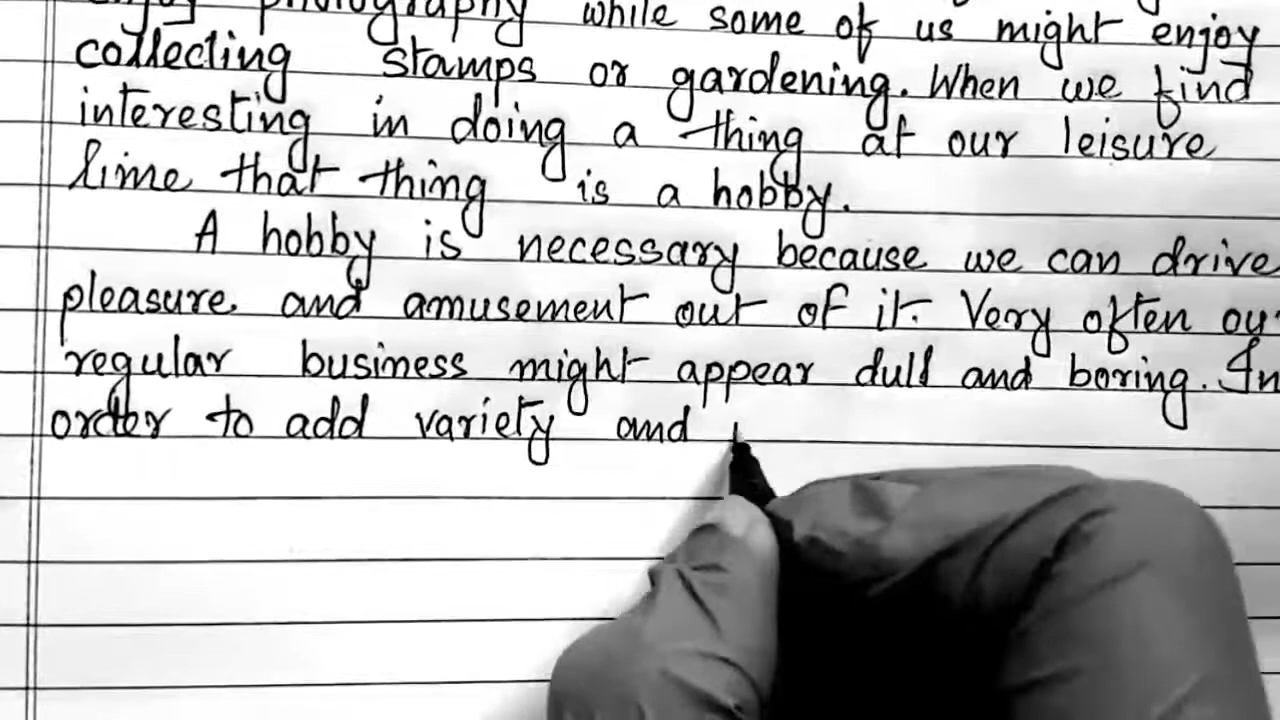 enjoy photography while some of us might enjoy
collecting stamps or gardening. When we find
interesting in doing a thing at our leisure
time that thing is a hobby.
A hobby is necessary because we can drive
pleasure and amusement out of it. Very often ou
regular business might appear dull and boring. In
order to add variety and